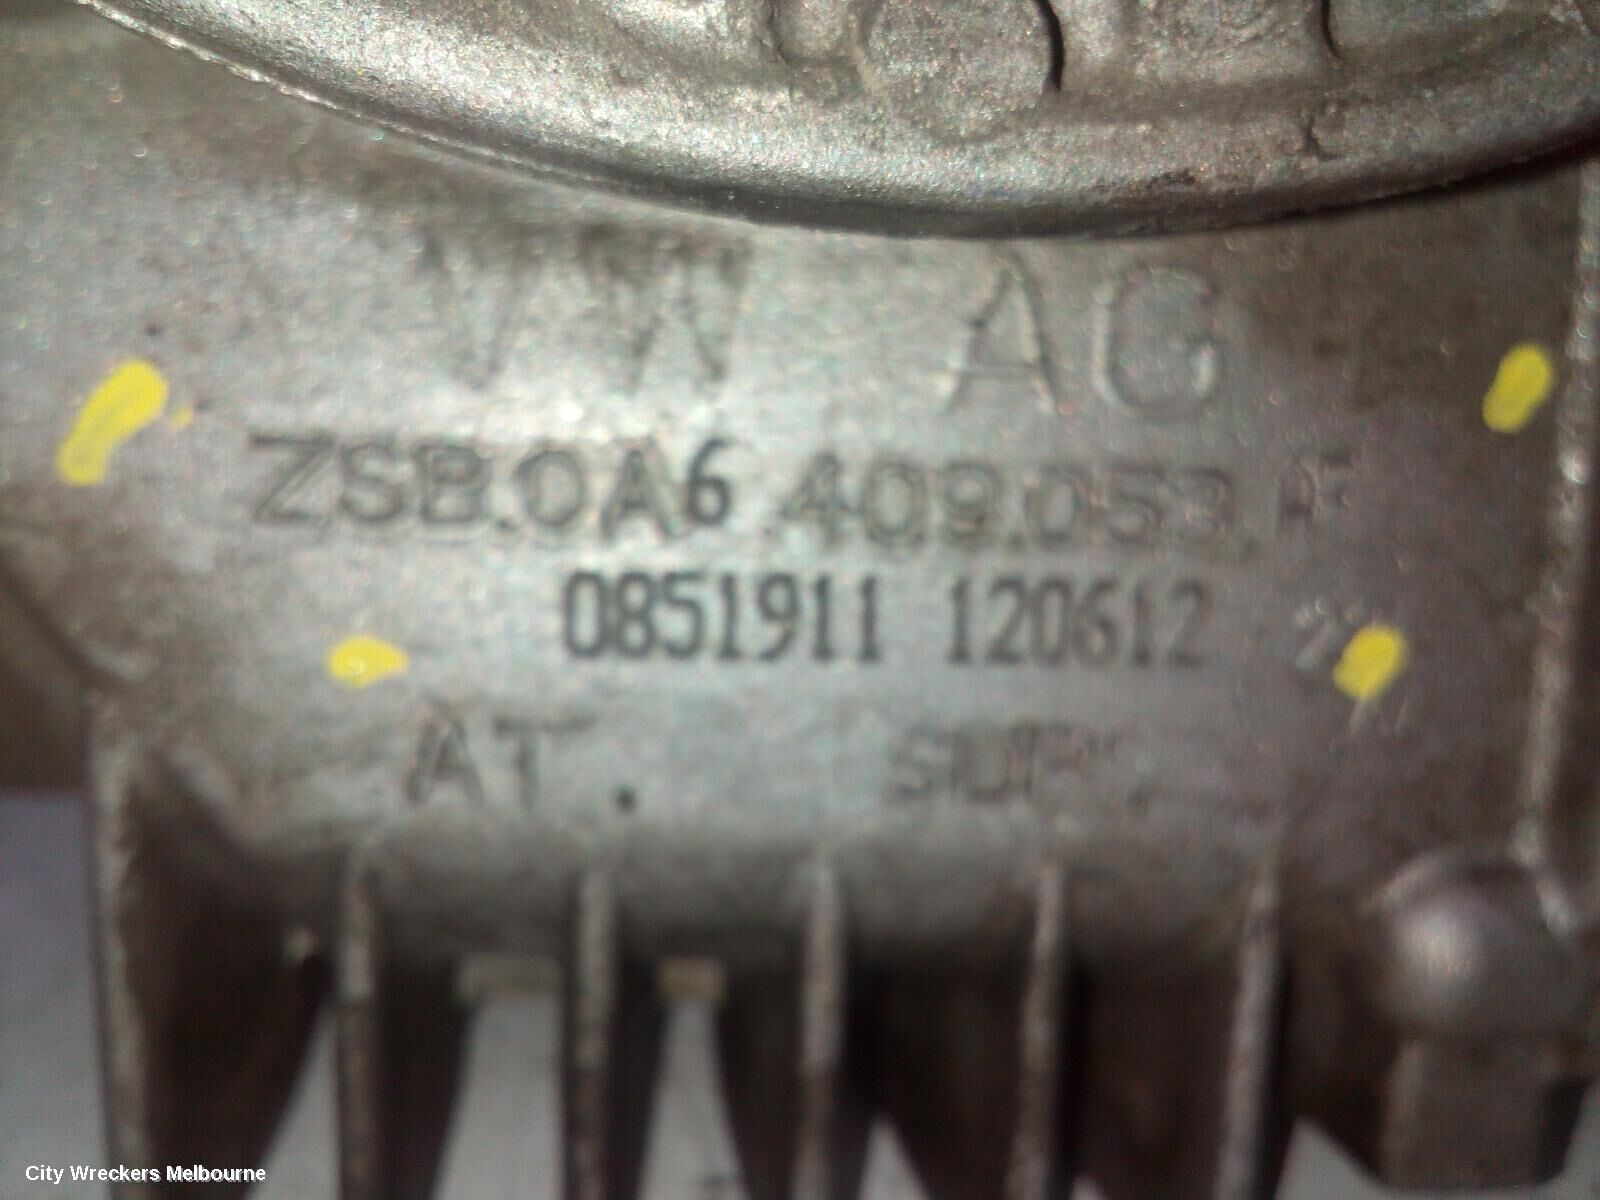 VW AG
ZSB.0A6.409.053.F
0851911 120612
AT.
City Wreckers Melbourne